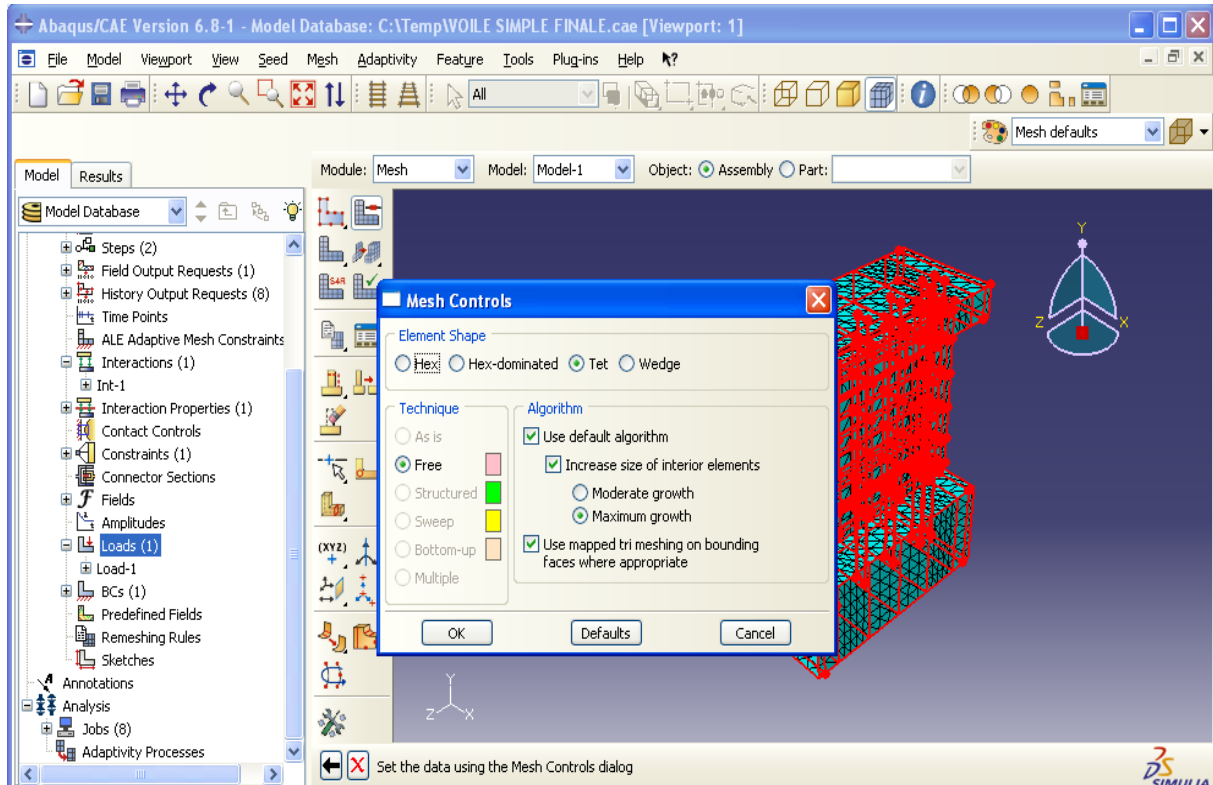 Abaqus/CAE Version 6.8-1 - Model Database: C:\Temp\VOILE SIMPLE FINALE.cae [Viewport: 1]
File Model Viewport View Seed Mesh Adaptivity Feature Tools Plug-ins Help
All
Mesh defaults
Model Results
Module: Mesh Model: Model-1 Object: Assembly Part:
Model Database
Steps (2)
Field Output Requests (1)
History Output Requests (8)
Time Points
ALE Adaptive Mesh Constraints
Interactions (1)
Int-1
Interaction Properties (1)
Contact Controls
Constraints (1)
Connector Sections
Fields
Amplitudes
Loads (1)
Load-1
BCs (1)
Predefined Fields
Remeshing Rules
Sketches
Annotations
Analysis
Jobs (8)
Adaptivity Processes
S4R
(XYZ)
Mesh Controls
Element Shape
Hex Hex-dominated Tet Wedge
Technique
As is
Free
Structured
Sweep
Bottom-up
Multiple
Algorithm
Use default algorithm
Increase size of interior elements
Moderate growth
Maximum growth
Use mapped tri meshing on bounding
faces where appropriate
OK Defaults Cancel
Y
Z X
Y
Z X
Set the data using the Mesh Controls dialog
SIMULIA